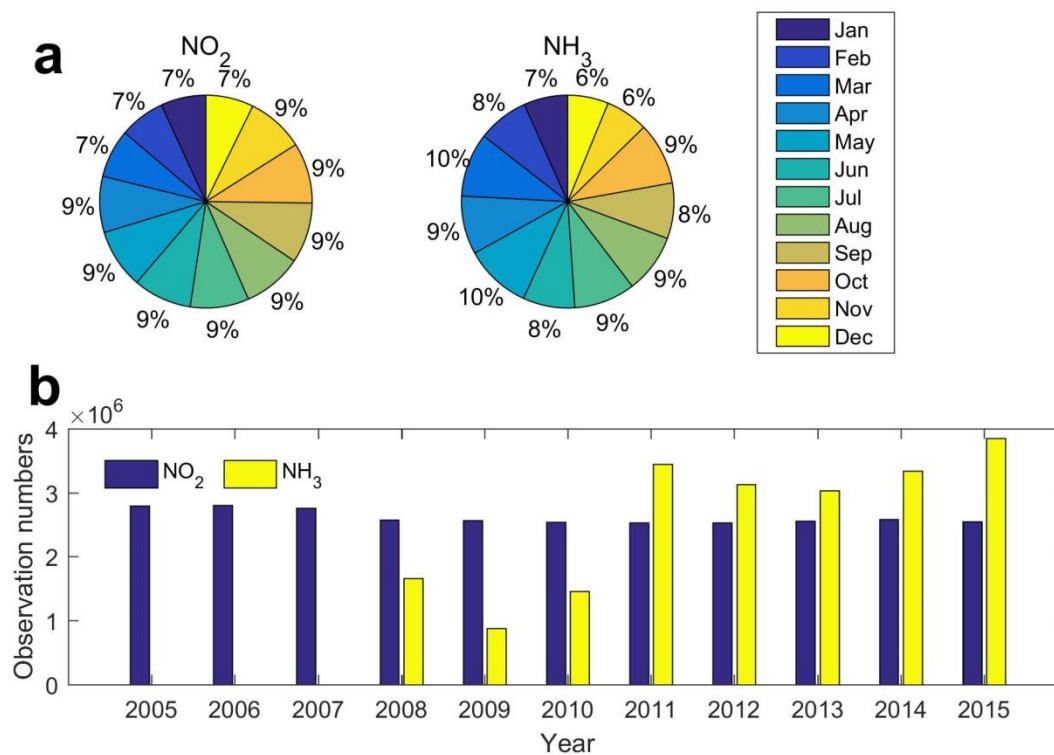 a
NO2
7% 7%
7% 9%
7% 9%
9% 9%
9% 9%
9% 9%
NH3
7% 6%
8% 6%
10% 9%
9% 8%
10% 9%
8% 9%
Jan
Feb
Mar
Apr
May
Jun
Jul
Aug
Sep
Oct
Nov
Dec
b
×10^6
4
3
2
1
0
Observation numbers
NO2 NH3
2005 2006 2007 2008 2009 2010 2011 2012 2013 2014 2015
Year